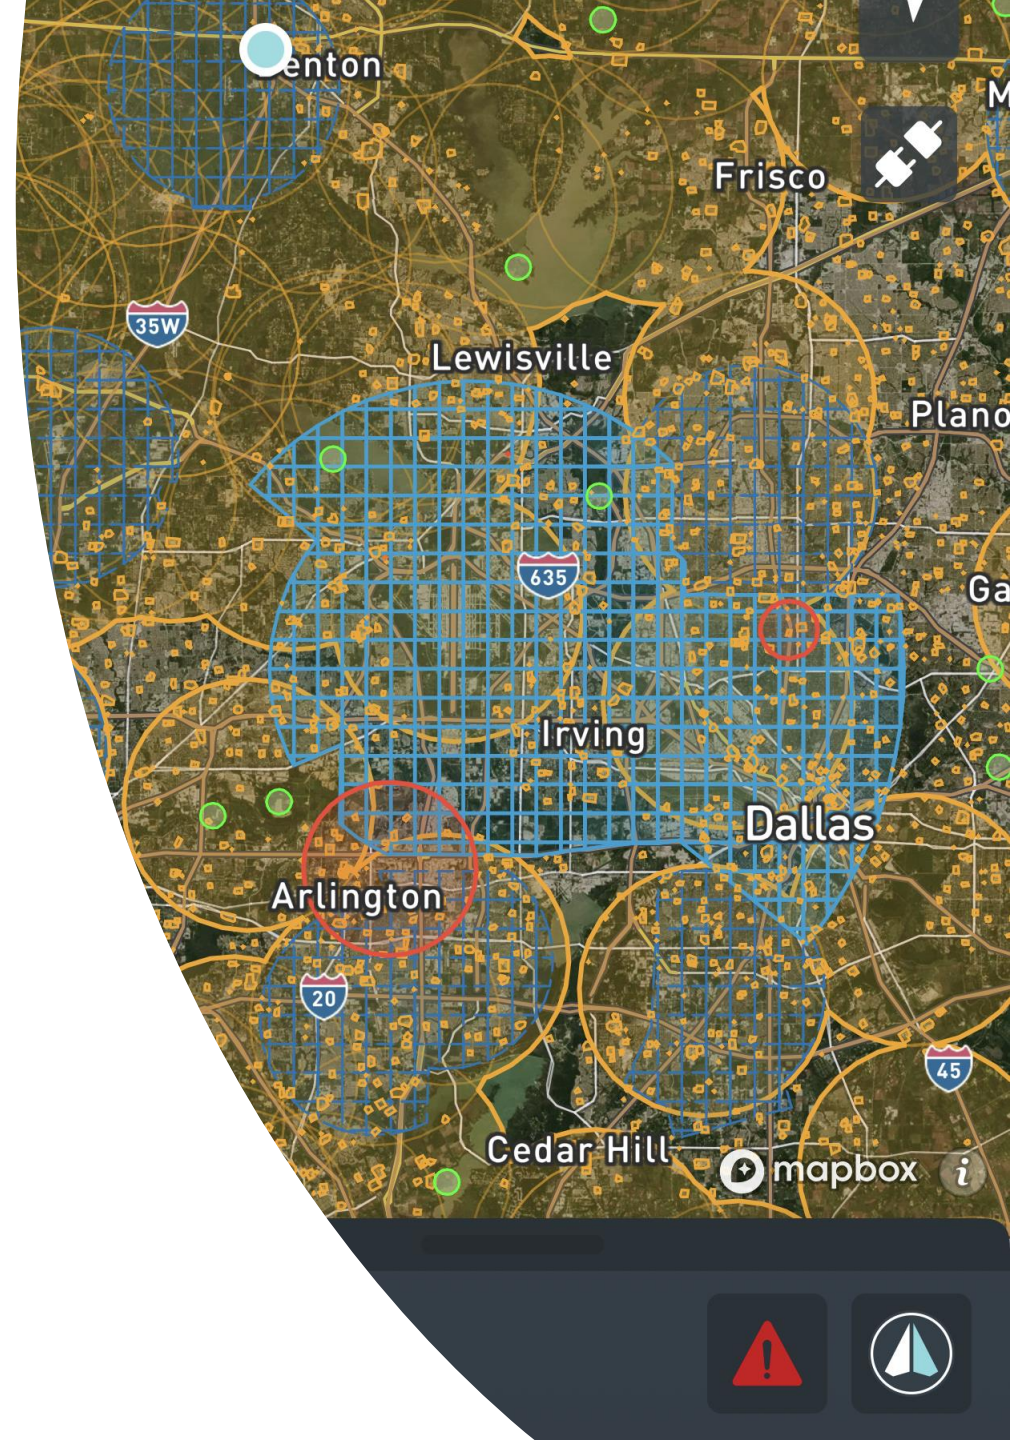 enton
M
Frisco
35W
Lewisville
Plano
635
Ga
Irving
Dallas
Arlington
20
45
Cedar Hill
mapbox
i
!